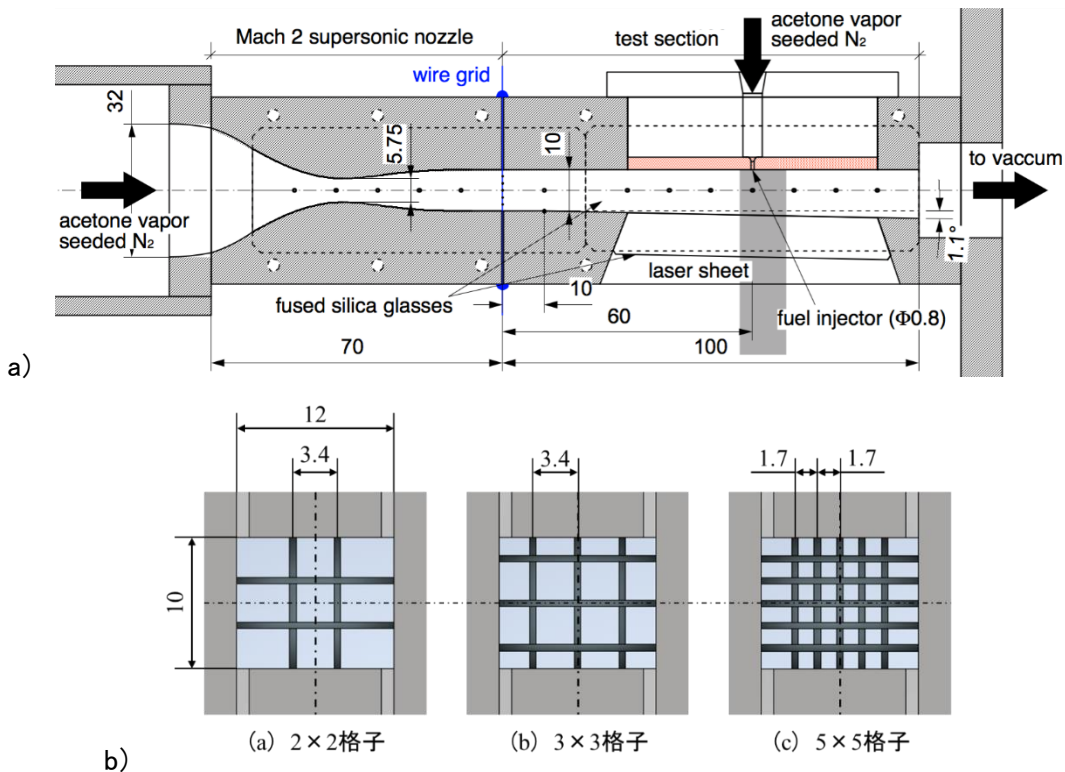 Mach 2 supersonic nozzle
test section
acetone vapor
seeded N₂
wire grid
32
5.75
10
to vaccum
acetone vapor
seeded N₂
1.1°
laser sheet
fused silica glasses
10
fuel injector (Φ0.8)
60
70
100
a)
12
3.4
3.4
1.7
1.7
10
(a) 2×2格子
(b) 3×3格子
(c) 5×5格子
b)